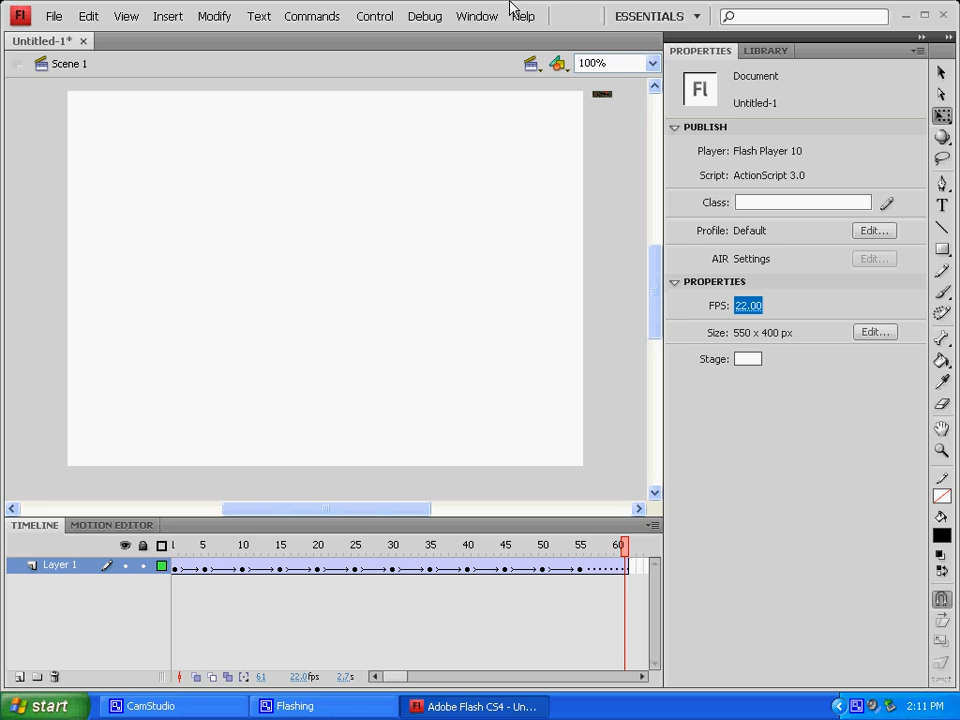 Fl File Edit View Insert Modify Text Commands Control Debug Window Help ESSENTIALS
Untitled-1*
PROPERTIES LIBRARY
Scene 1 100%
Fl Document
Untitled-1
PUBLISH
Player: Flash Player 10
Script: ActionScript 3.0
Class:
Profile: Default Edit...
AIR Settings Edit...
PROPERTIES
FPS: 22.00
Size: 550 x 400 px Edit...
Stage:
TIMELINE MOTION EDITOR
5 10 15 20 25 30 35 40 45 50 55 60
Layer 1
61 22.0fps 2.7s
start CamStudio Flashing Fl Adobe Flash CS4 - Un... 2:11 PM